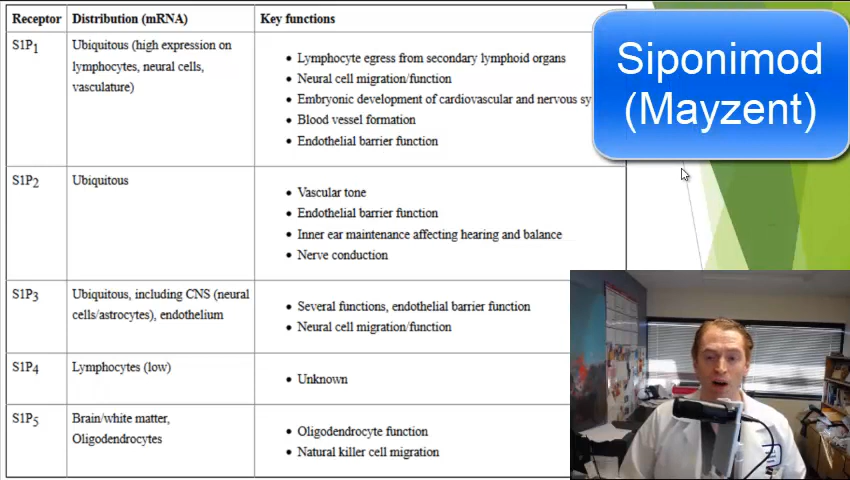 Receptor Distribution (mRNA) Key functions
S1P1 Ubiquitous (high expression on
lymphocytes, neural cells,
vasculature)
• Lymphocyte egress from secondary lymphoid organs
• Neural cell migration/function
• Embryonic development of cardiovascular and nervous sy
• Blood vessel formation
• Endothelial barrier function
S1P2 Ubiquitous
• Vascular tone
• Endothelial barrier function
• Inner ear maintenance affecting hearing and balance
• Nerve conduction
S1P3 Ubiquitous, including CNS (neural
cells/astrocytes), endothelium
• Several functions, endothelial barrier function
• Neural cell migration/function
S1P4 Lymphocytes (low)
• Unknown
S1P5 Brain/white matter,
Oligodendrocytes
• Oligodendrocyte function
• Natural killer cell migration
Siponimod
(Mayzent)